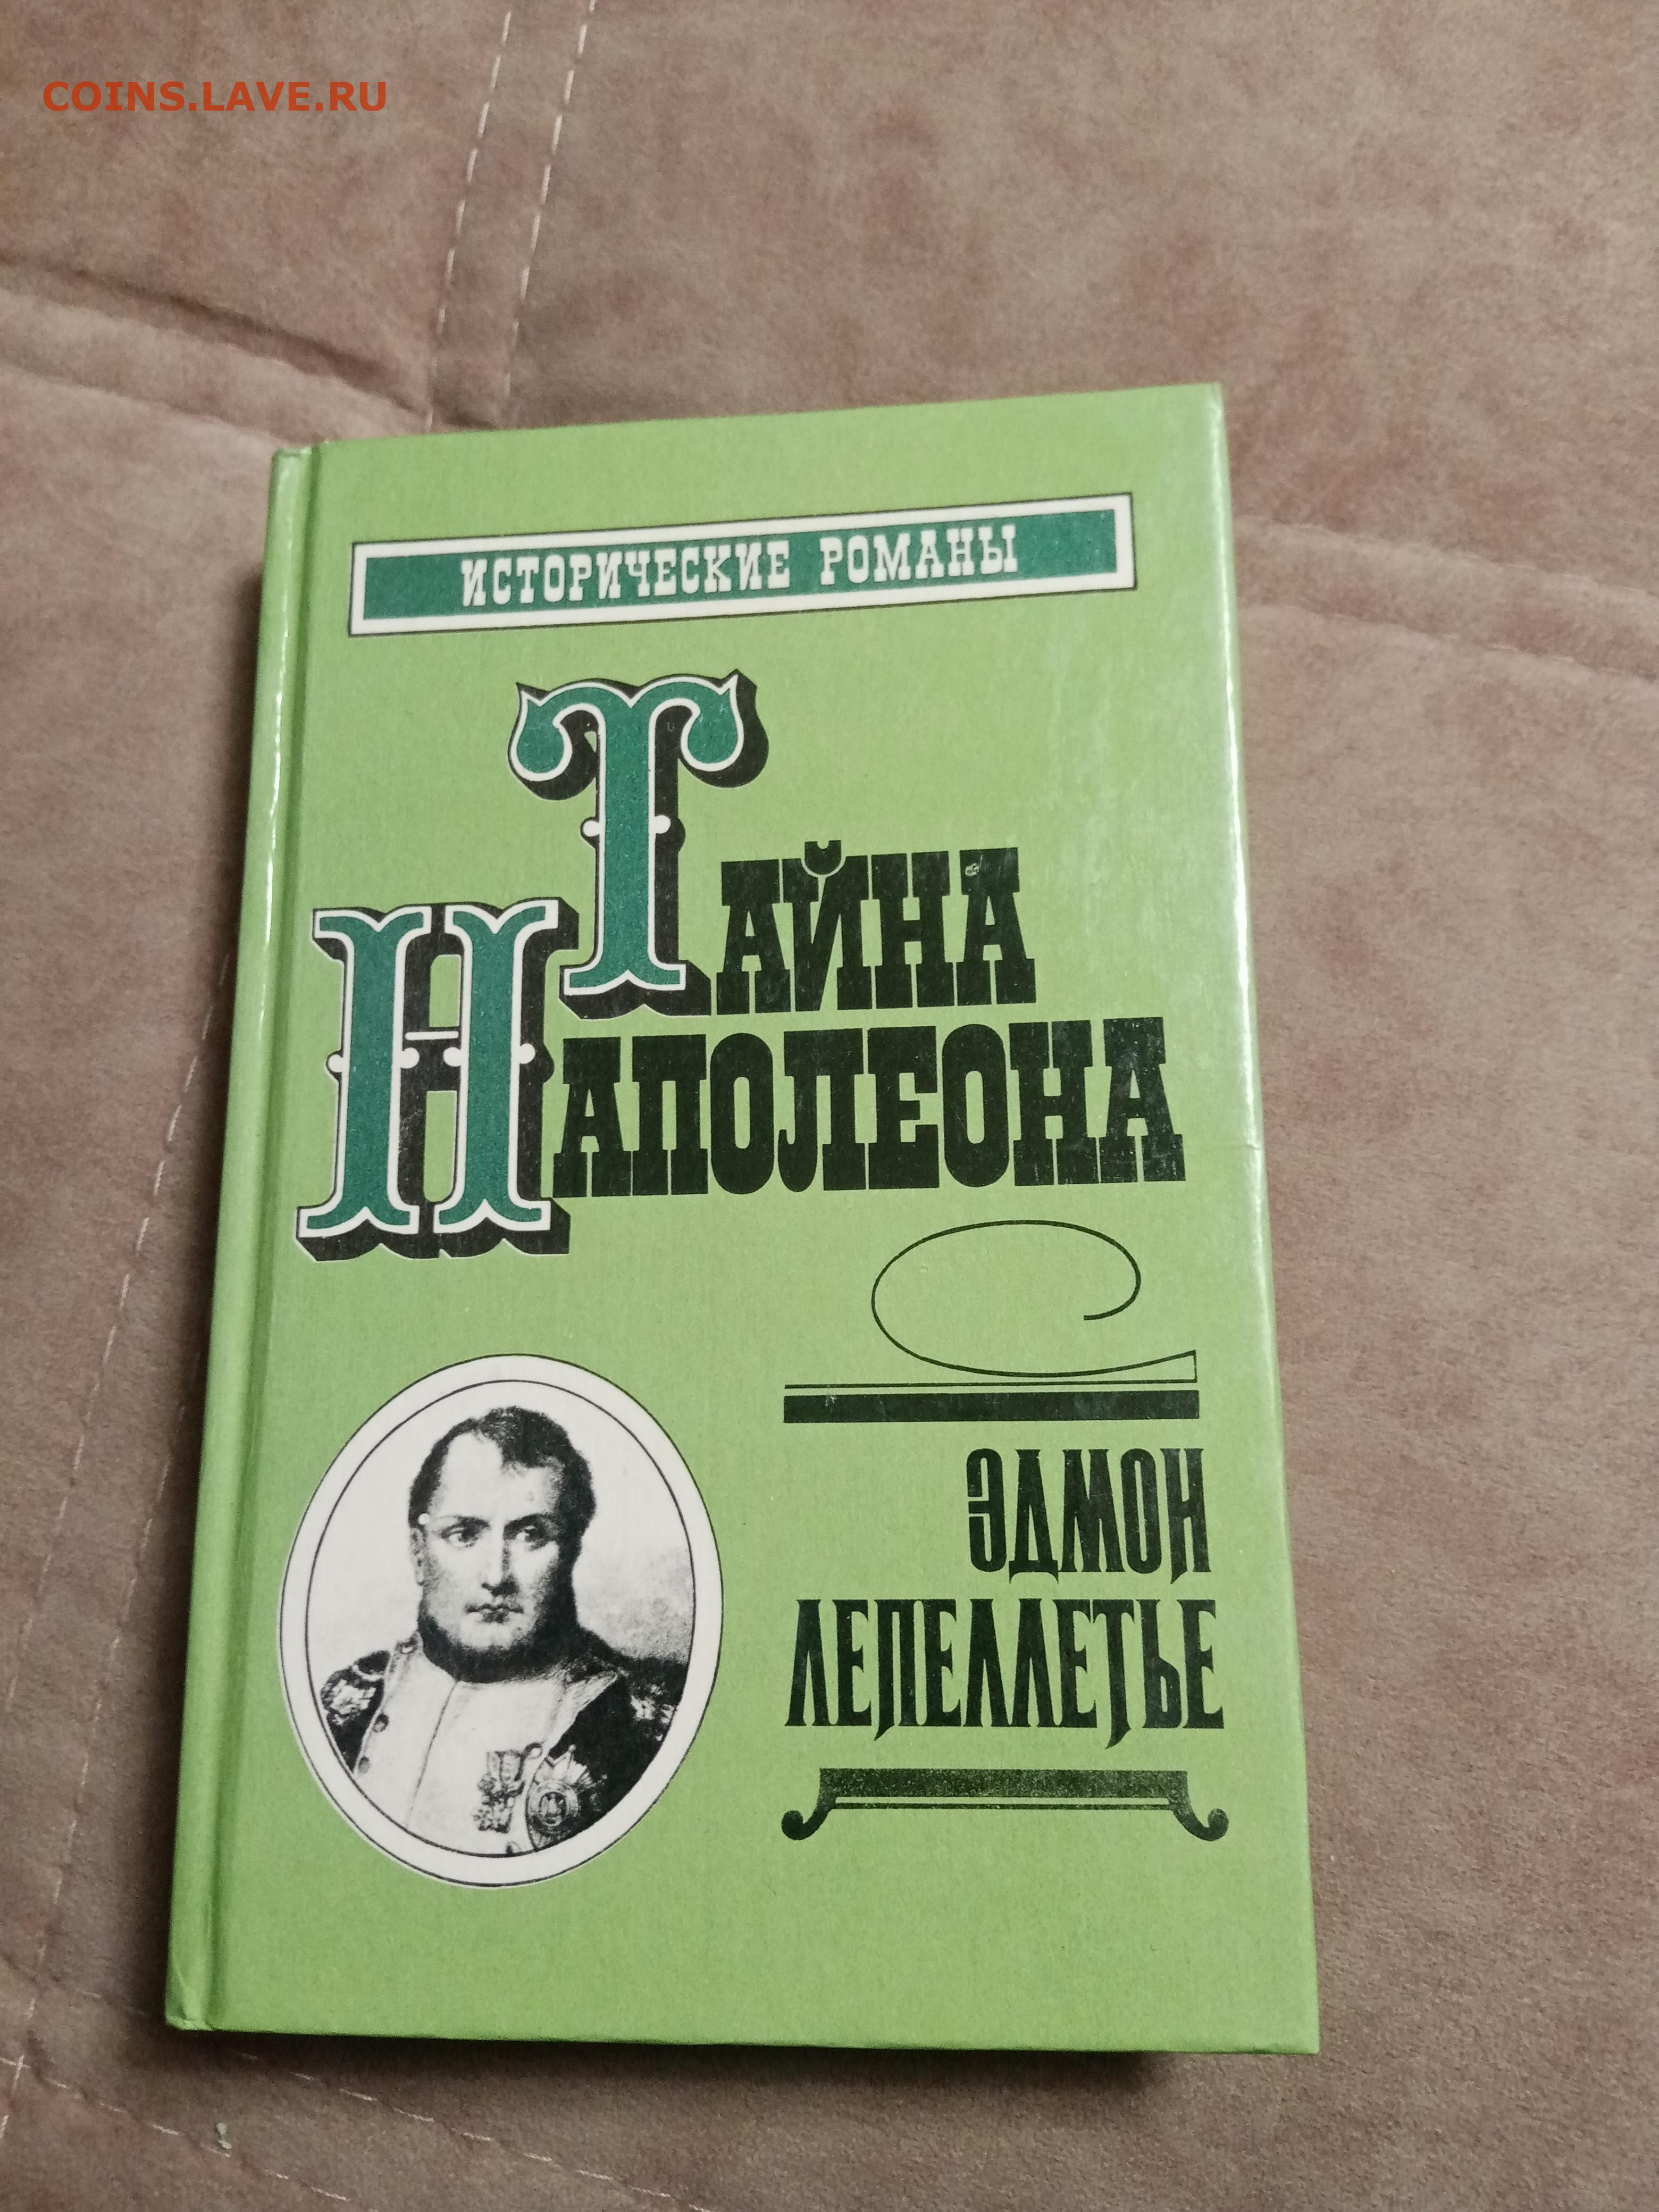 COINS.LAVE.RU
ИСТОРИЧЕСКИЕ РОМАНЫ
ТАЙНА
НАПОЛЕОНА
ЭДМОН
ЛЕПЕЛЛЕТЬЕ